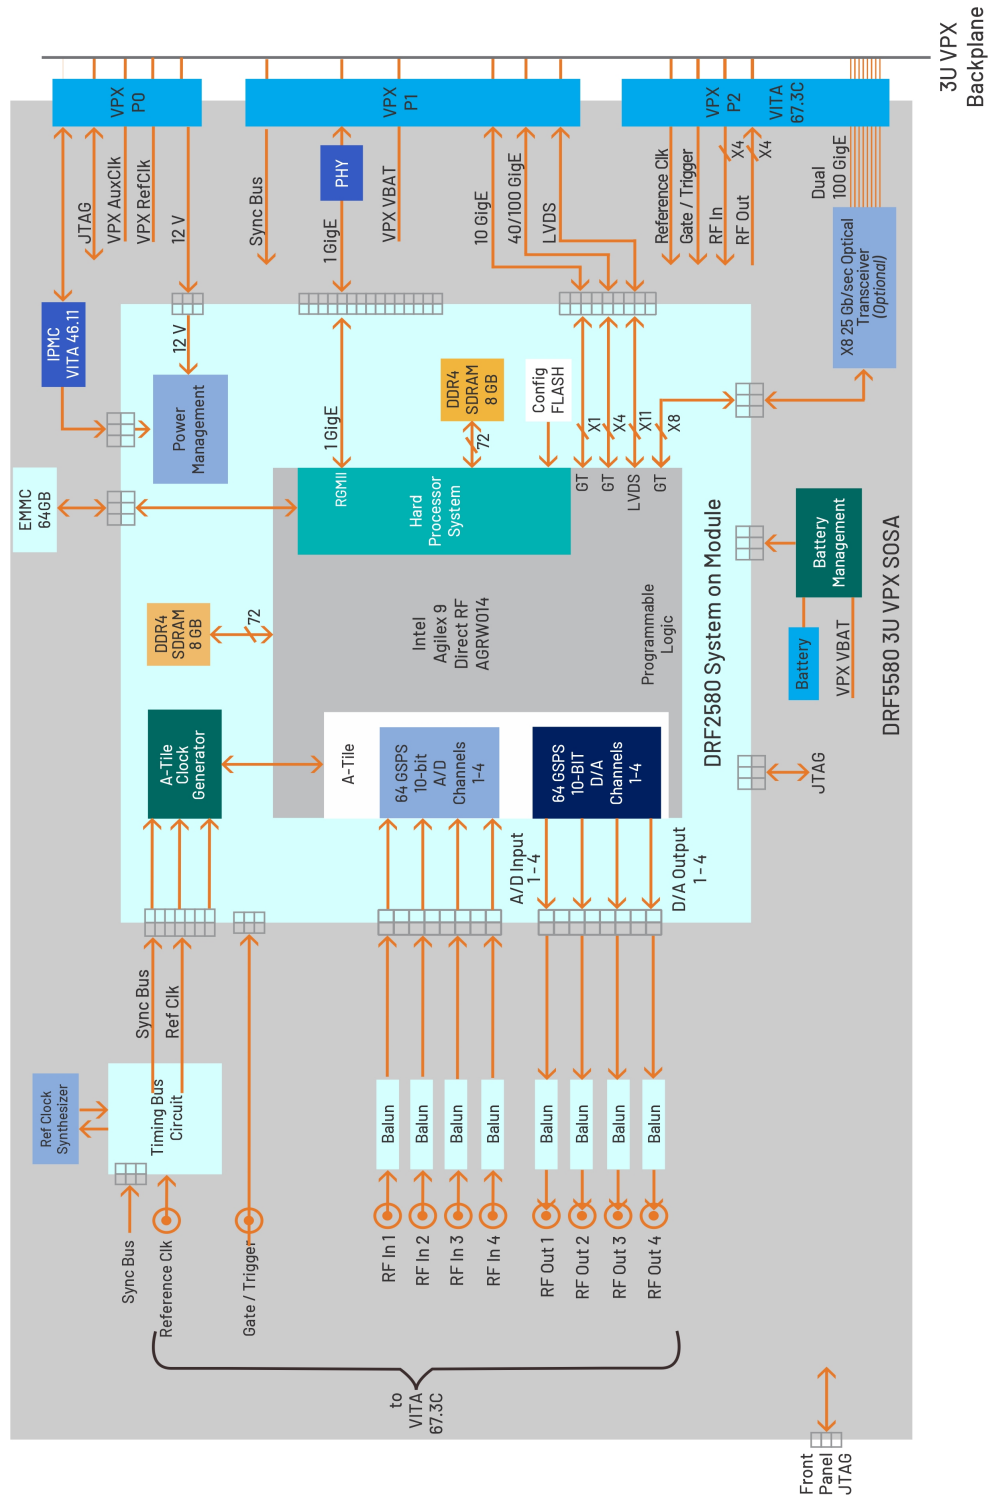 3U VPX
Backplane
VPX
P0
VPX
P1
VPX
P2
VITA
67.3C
JTAG
VPX AuxClk
VPX RefClk
12 V
Sync Bus
PHY
1 GigE
VPX VBAT
10 GigE
40/100 GigE
LVDS
Reference Clk
Gate / Trigger
RF In
X4
RF Out
X4
Dual
100 GigE
IPMC
VITA 46.11
12 V
Power
Management
X8 25 Gb/sec Optical
Transceiver
(Optional)
EMMC
64GB
1 GigE
DDR4
SDRAM
8 GB
72
Config
FLASH
X1
X4
X11
X8
RGMII
Hard
Processor
System
GT
GT
LVDS
GT
DDR4
SDRAM
8 GB
72
Intel
Agilex 9
Direct RF
AGRW014
Programmable
Logic
DRF2580 System on Module
Battery
Management
Battery
VPX VBAT
DRF5580 3U VPX SOSA
A-Tile
Clock
Generator
A-Tile
64 GSPS
10-bit
A/D
Channels
1-4
64 GSPS
10-BIT
D/A
Channels
1-4
JTAG
A/D Input
1 - 4
D/A Output
1 - 4
Sync Bus
Ref Clk
Ref Clock
Synthesizer
Timing Bus
Circuit
Balun
Balun
Balun
Balun
Balun
Balun
Balun
Balun
Sync Bus
Reference Clk
Gate / Trigger
RF In 1
RF In 2
RF In 3
RF In 4
RF Out 1
RF Out 2
RF Out 3
RF Out 4
to
VITA
67.3C
Front
Panel
JTAG